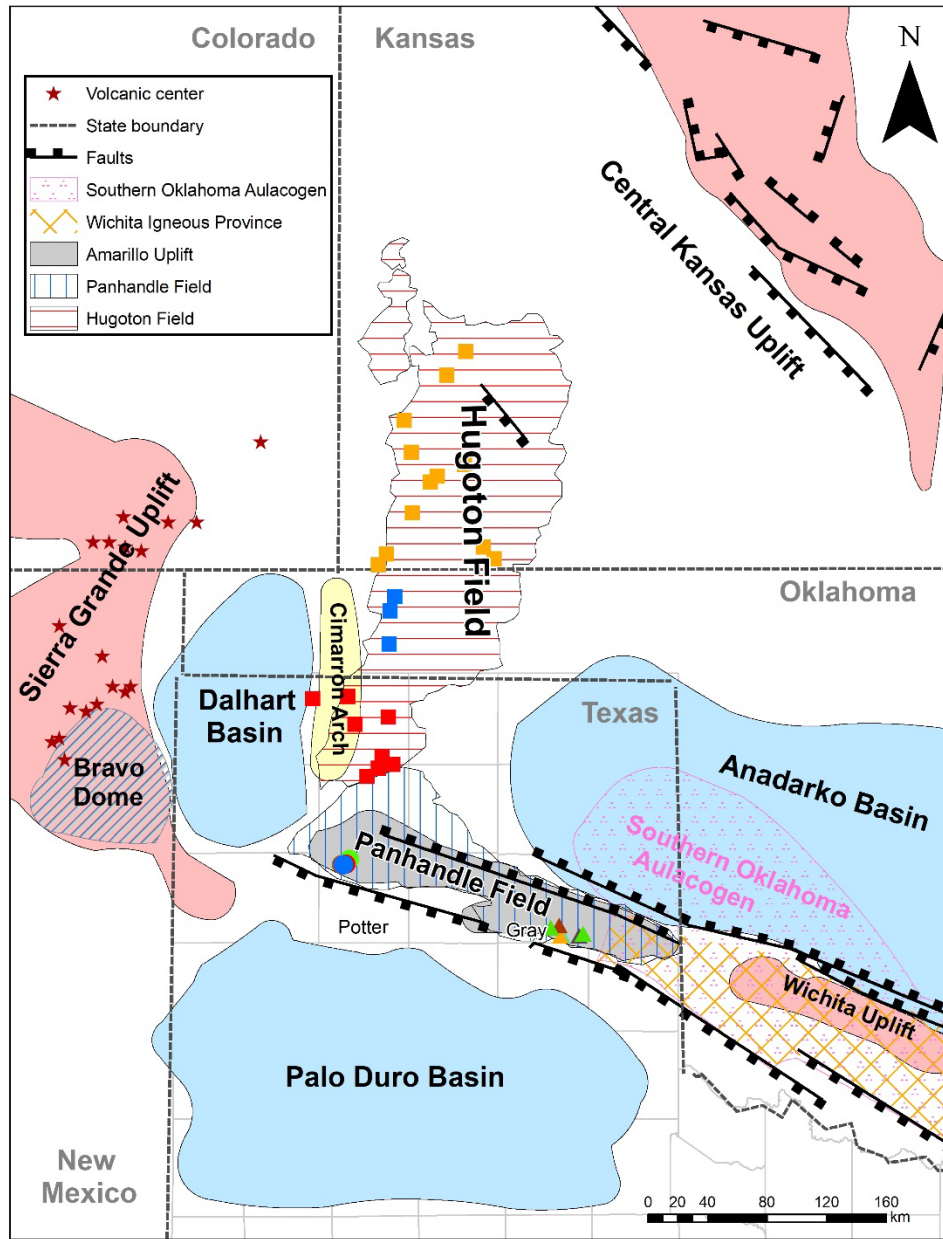 Colorado
Kansas
N
Volcanic center
State boundary
Faults
Southern Oklahoma Aulacogen
Wichita Igneous Province
Amarillo Uplift
Panhandle Field
Hugoton Field
Central Kansas Uplift
Hugoton Field
Sierra Grande Uplift
Oklahoma
Cimarron Arch
Dalhart
Basin
Texas
Bravo
Dome
Anadarko Basin
Southern Oklahoma
Aulacogen
Panhandle Field
Potter
Gray
Wichita Uplift
Palo Duro Basin
New
Mexico
0 20 40 80 120 160
km